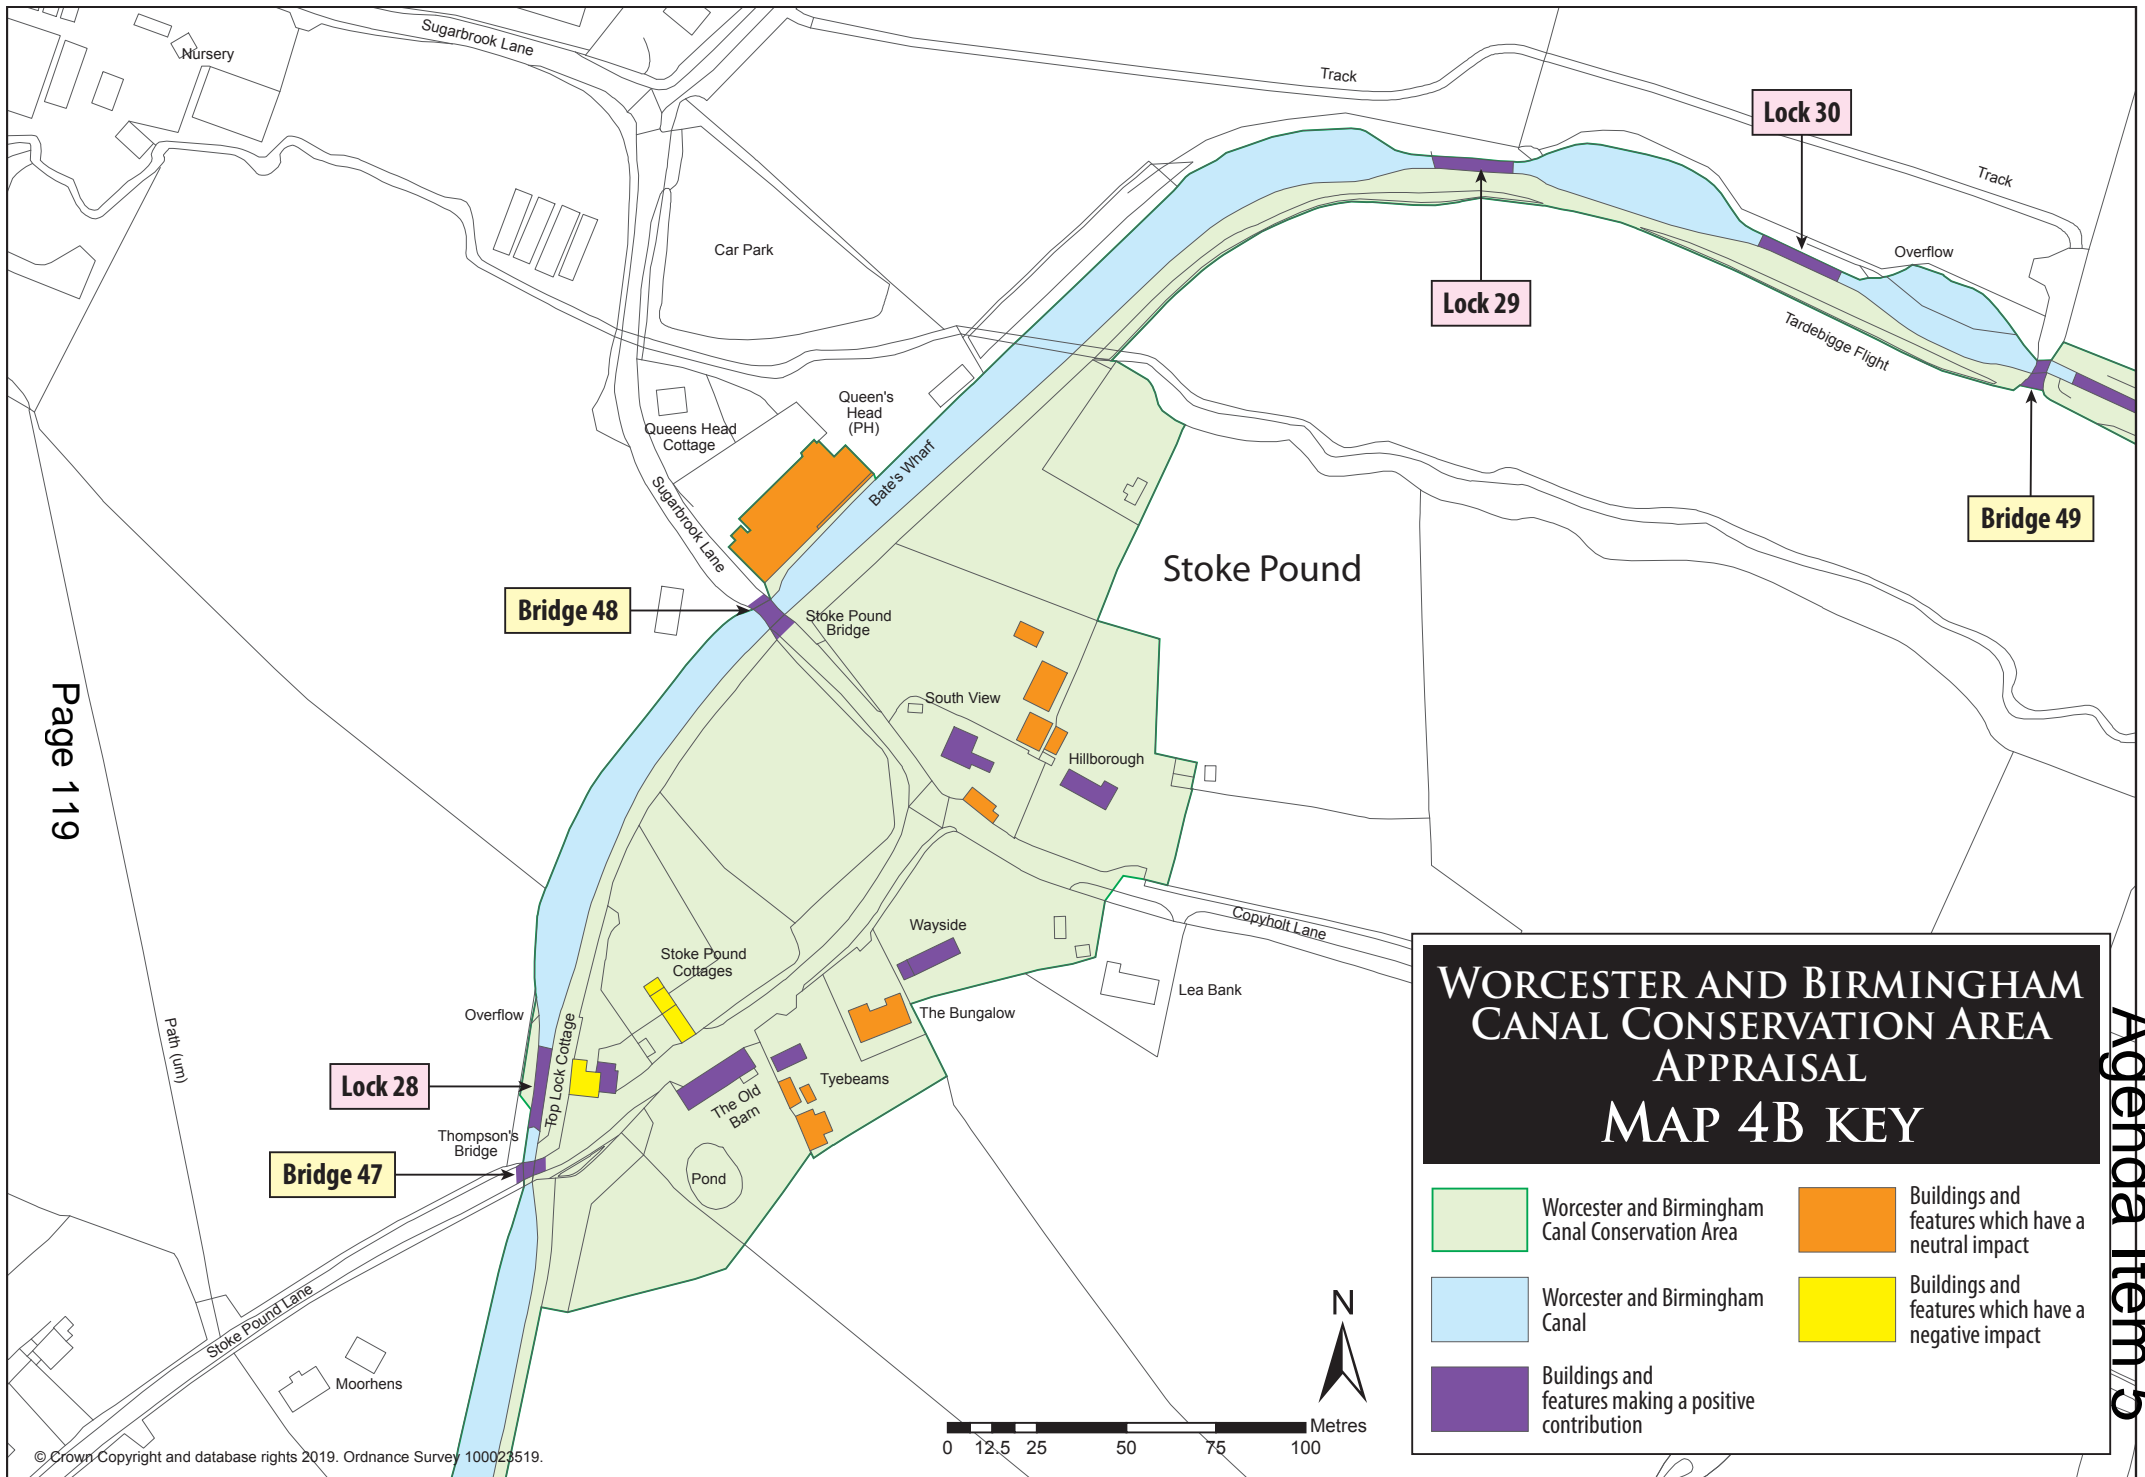 Sugarbrook Lane
Nursery
Track
Lock 30
Track
Car Park
Overflow
Lock 29
Tardebigge Flight
Queen's
Head
(PH)
Queens Head
Cottage
Bate's Wharf
Sugarbrook Lane
Bridge 49
Stoke Pound
Bridge 48
Stoke Pound
Bridge
South View
Hillborough
Page 119
Copyholt Lane
Wayside
Stoke Pound
Cottages
Lea Bank
Overflow
The Bungalow
Path (um)
Top Lock Cottage
Lock 28
Tyebeams
The Old
Barn
Thompson's
Bridge
Bridge 47
Pond
Stoke Pound Lane
Moorhens
N
Metres
0 12.5 25 50 75 100
© Crown Copyright and database rights 2019. Ordnance Survey 100023519.
Worcester and Birmingham
Canal Conservation Area
Appraisal
Map 4B key
Worcester and Birmingham
Canal Conservation Area
Worcester and Birmingham
Canal
Buildings and
features making a positive
contribution
Buildings and
features which have a
neutral impact
Buildings and
features which have a
negative impact
Agenda Item 5